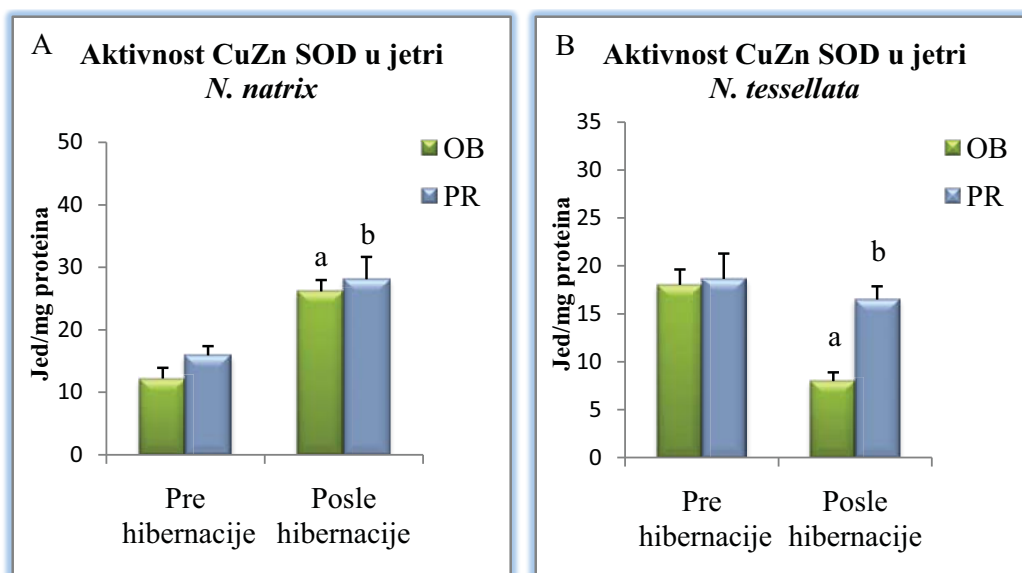 A
Aktivnost CuZn SOD u jetri
N. natrix
Jed/mg proteina
50
40
30
20
10
0
OB
PR
a
b
Pre
hibernacije
Posle
hibernacije
B
Aktivnost CuZn SOD u jetri
N. tessellata
Jed/mg proteina
35
30
25
20
15
10
5
0
OB
PR
a
b
Pre
hibernacije
Posle
hibernacije